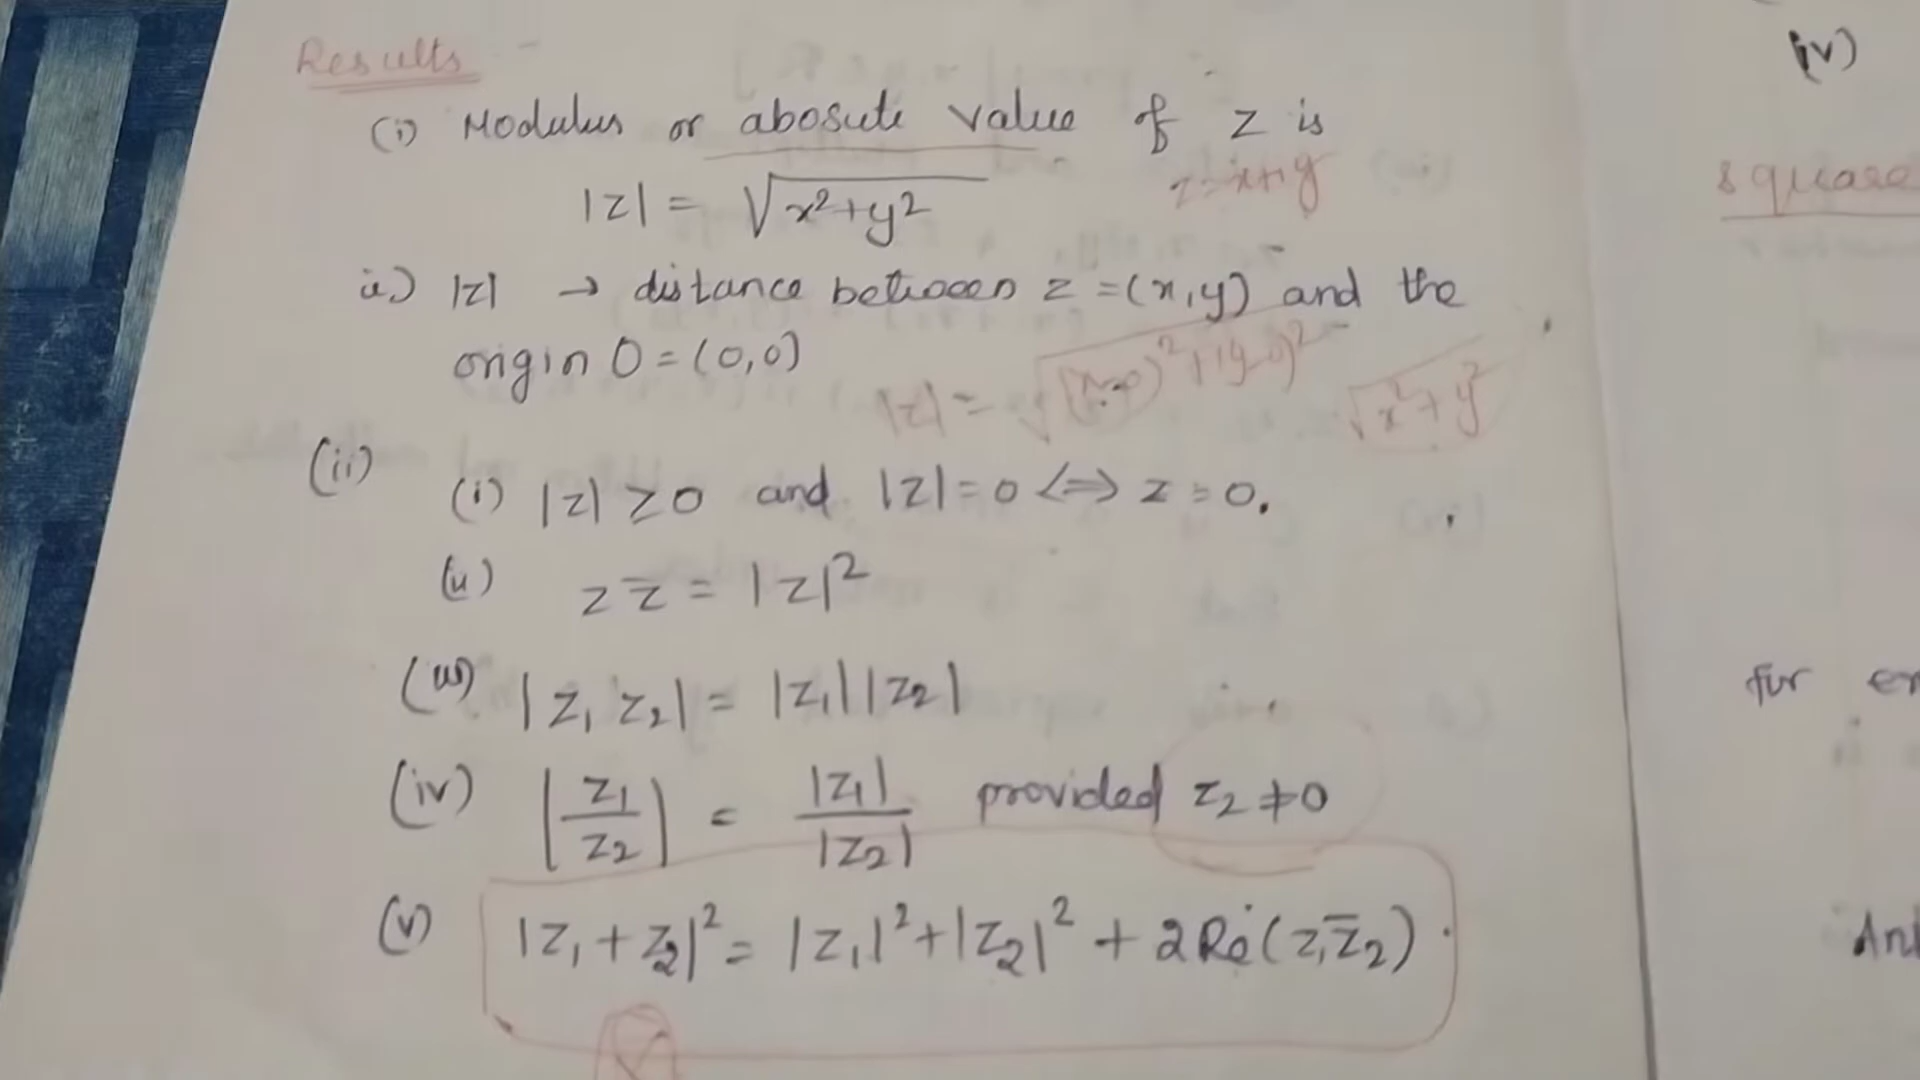 Results
(iv)
(i) Modulus or abosute value of z is
z = x+iy
|z| = √x²+y²
square
ii) |z| → distance between z = (x,y) and the
origin 0 = (0,0)
|z| = √(x-0)²+(y-0)² √x²+y²
(ii)
(i) |z| ≥ 0 and |z| = 0 <=> z = 0.
(ii) z z̄ = |z|²
(iii) |z₁ z₂| = |z₁| |z₂|
for
(iv) |z₁/z₂| = |z₁|/|z₂| provided z₂ ≠ 0
(v) |z₁ + z₂|² = |z₁|² + |z₂|² + 2Re(z₁z̄₂).